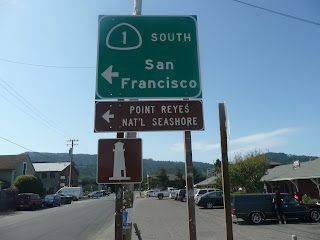 1 SOUTH
San
Francisco
POINT REYES
NAT'L SEASHORE